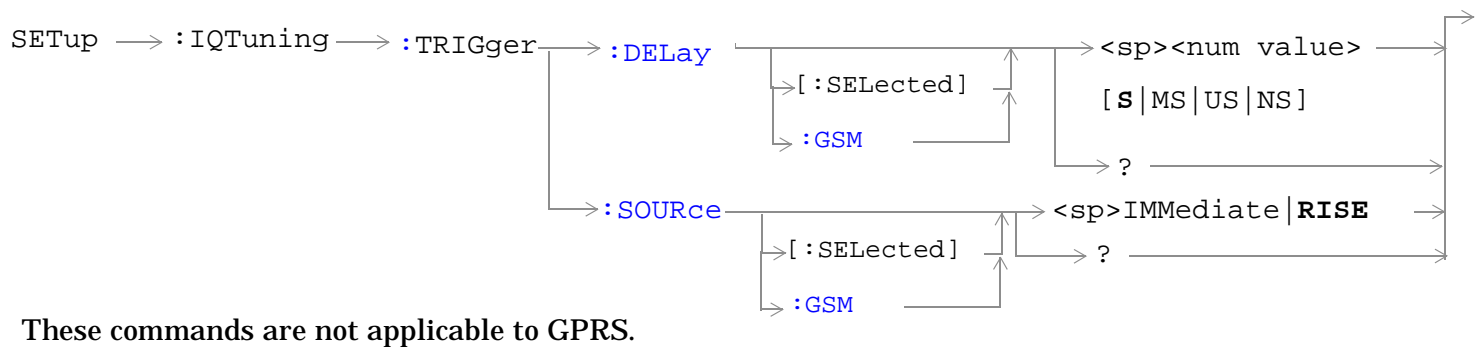 SETup :IQTuning :TRIGger :DELay <sp><num value>
[:SELected] [S|MS|US|NS]
:GSM
?
:SOURce <sp>IMMediate|RISE
[:SELected] ?
:GSM
These commands are not applicable to GPRS.